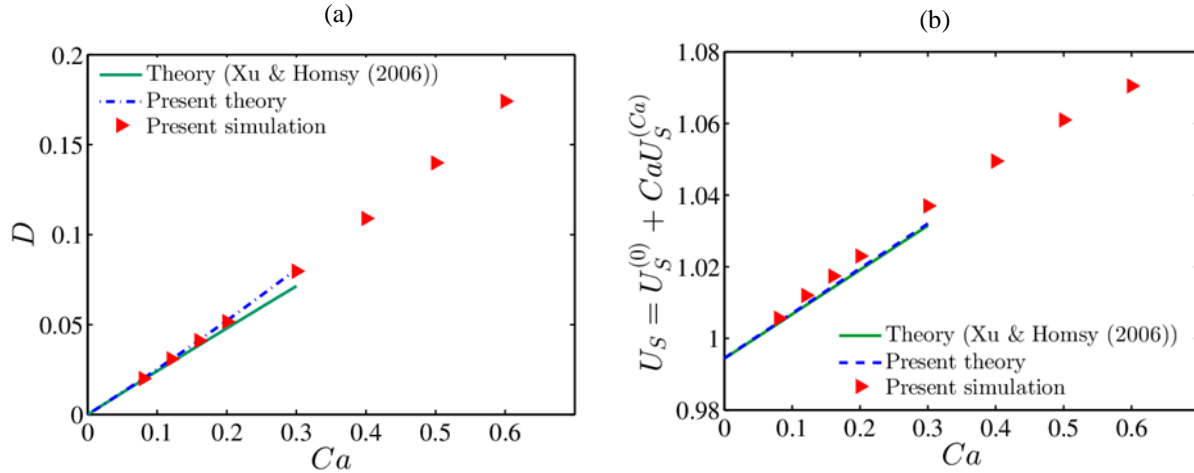 (a)
0.2
0.15
0.1
0.05
0
D
Theory (Xu & Homsy (2006))
Present theory
Present simulation
0 0.1 0.2 0.3 0.4 0.5 0.6
Ca
(b)
1.08
1.06
1.04
1.02
1
0.98
U_S = U_S^{(0)} + CaU_S^{(Ca)}
Theory (Xu & Homsy (2006))
Present theory
Present simulation
0 0.1 0.2 0.3 0.4 0.5 0.6
Ca